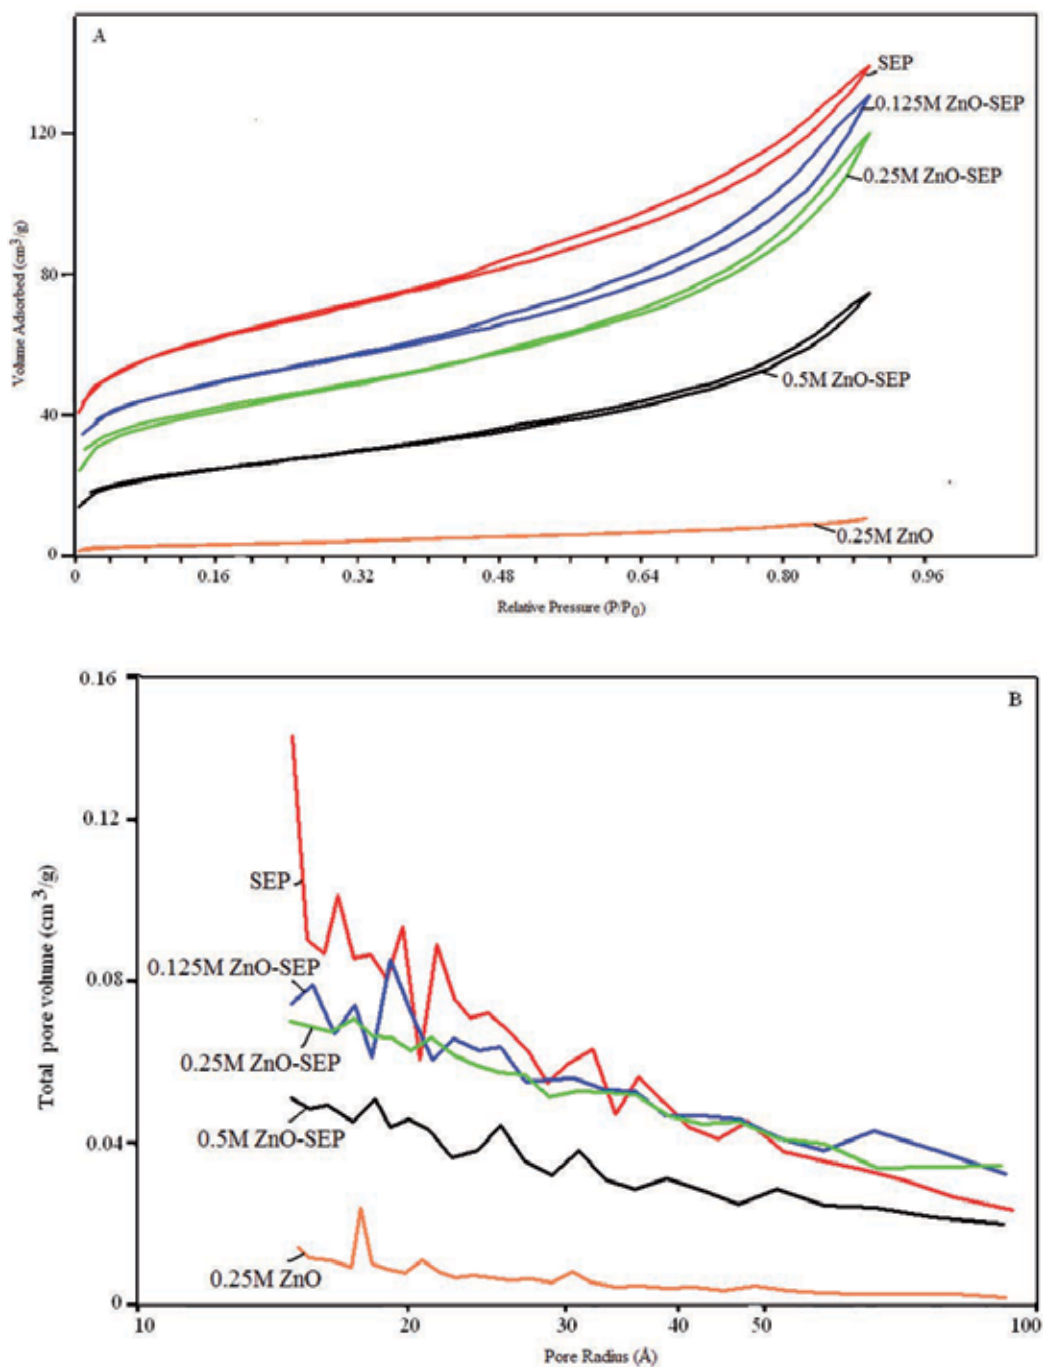 A
SEP
0.125M ZnO-SEP
120
0.25M ZnO-SEP
80
Volume Adsorbed (cm3/g)
0.5M ZnO-SEP
40
0.25M ZnO
0
0 0.16 0.32 0.48 0.64 0.80 0.96
Relative Pressure (P/P0)
0.16
B
0.12
SEP
0.125M ZnO-SEP
0.08
0.25M ZnO-SEP
Total pore volume (cm3/g)
0.5M ZnO-SEP
0.04
0.25M ZnO
0
10 20 30 40 50 100
Pore Radius (Å)